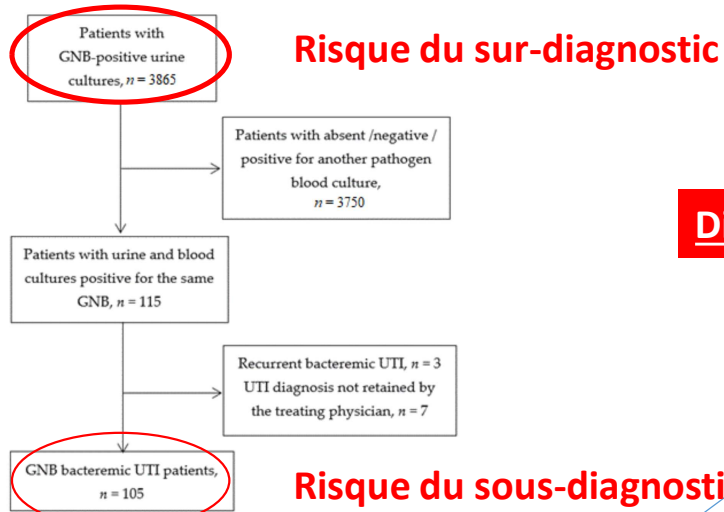 Patients with
GNB-positive urine
cultures, n = 3865
Risque du sur-diagnostic
Patients with absent /negative /
positive for another pathogen
blood culture,
n = 3750
Patients with urine and blood
cultures positive for the same
GNB, n = 115
Recurrent bacteremic UTI, n = 3
UTI diagnosis not retained by
the treating physician, n = 7
GNB bacteremic UTI patients,
n = 105
Risque du sous-diagnosti